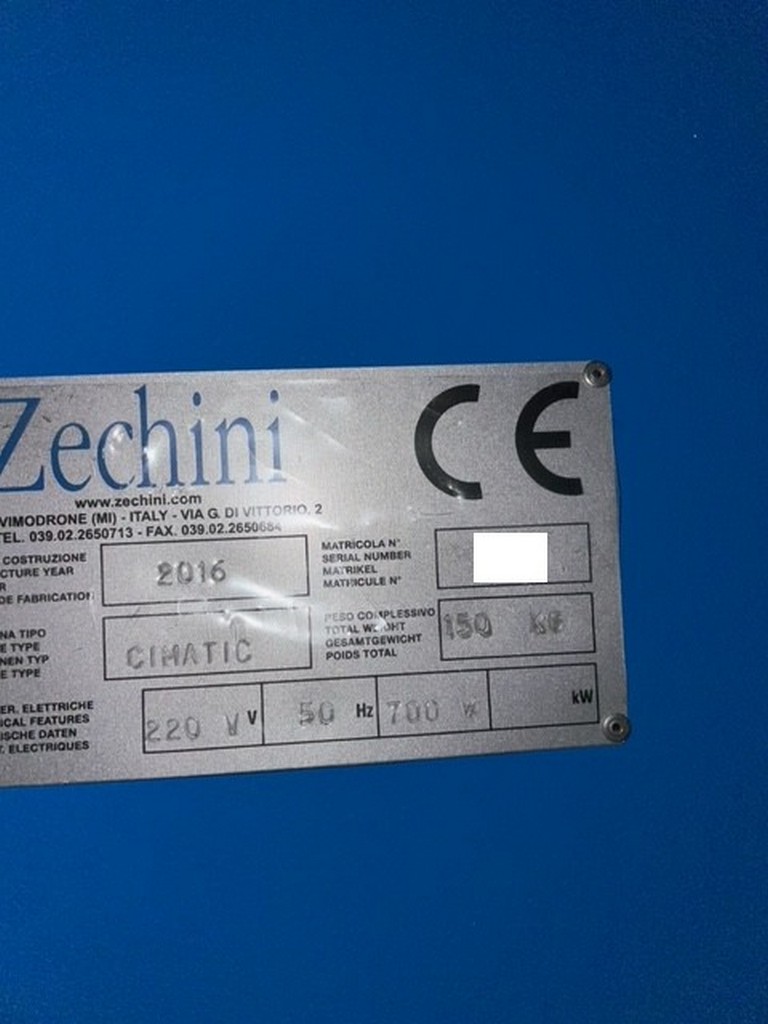 Zechini
CE
www.zechini.com
VIMODRONE (MI) - ITALY - VIA G. DI VITTORIO, 2
TEL. 039.02.2650713 - FAX. 039.02.2650684
COSTRUZIONE
CTURE YEAR
R
DE FABRICATION
2016
MATRICOLA N°
SERIAL NUMBER
MATRIKEL
MATRICULE N°
NA TIPO
E TYPE
NEN TYP
E TYPE
CIMATIC
PESO COMPLESSIVO
TOTAL WEIGHT
GESAMTGEWICHT
POIDS TOTAL
150 KG
ER. ELETTRICHE
ICAL FEATURES
ISCHE DATEN
T. ELECTRIQUES
220 V V
50 Hz
700 W
kW